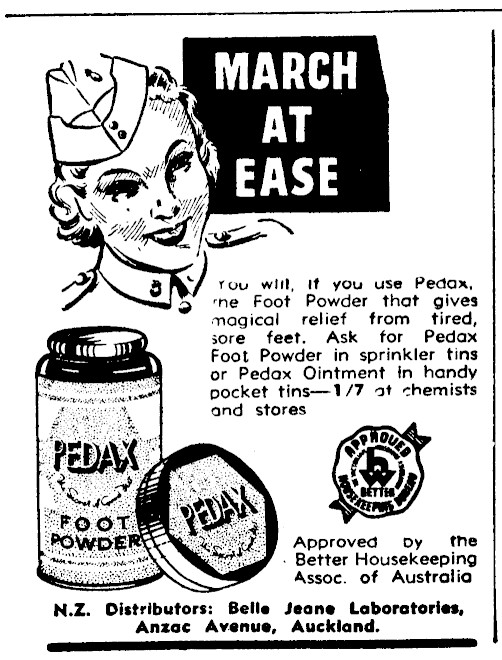 MARCH
AT
EASE
You will, if you use Pedax,
the Foot Powder that gives
magical relief from tired,
sore feet. Ask for Pedax
Foot Powder in sprinkler tins
or Pedax Ointment in handy
pocket tins—1/7 at chemists
and stores
PEDAX
FOOT
POWDER
PEDAX
APPROVED
BETTER
HOUSEKEEPING
Approved by the
Better Housekeeping
Assoc. of Australia
N.Z. Distributors: Belle Jeane Laboratories,
Anzac Avenue, Auckland.